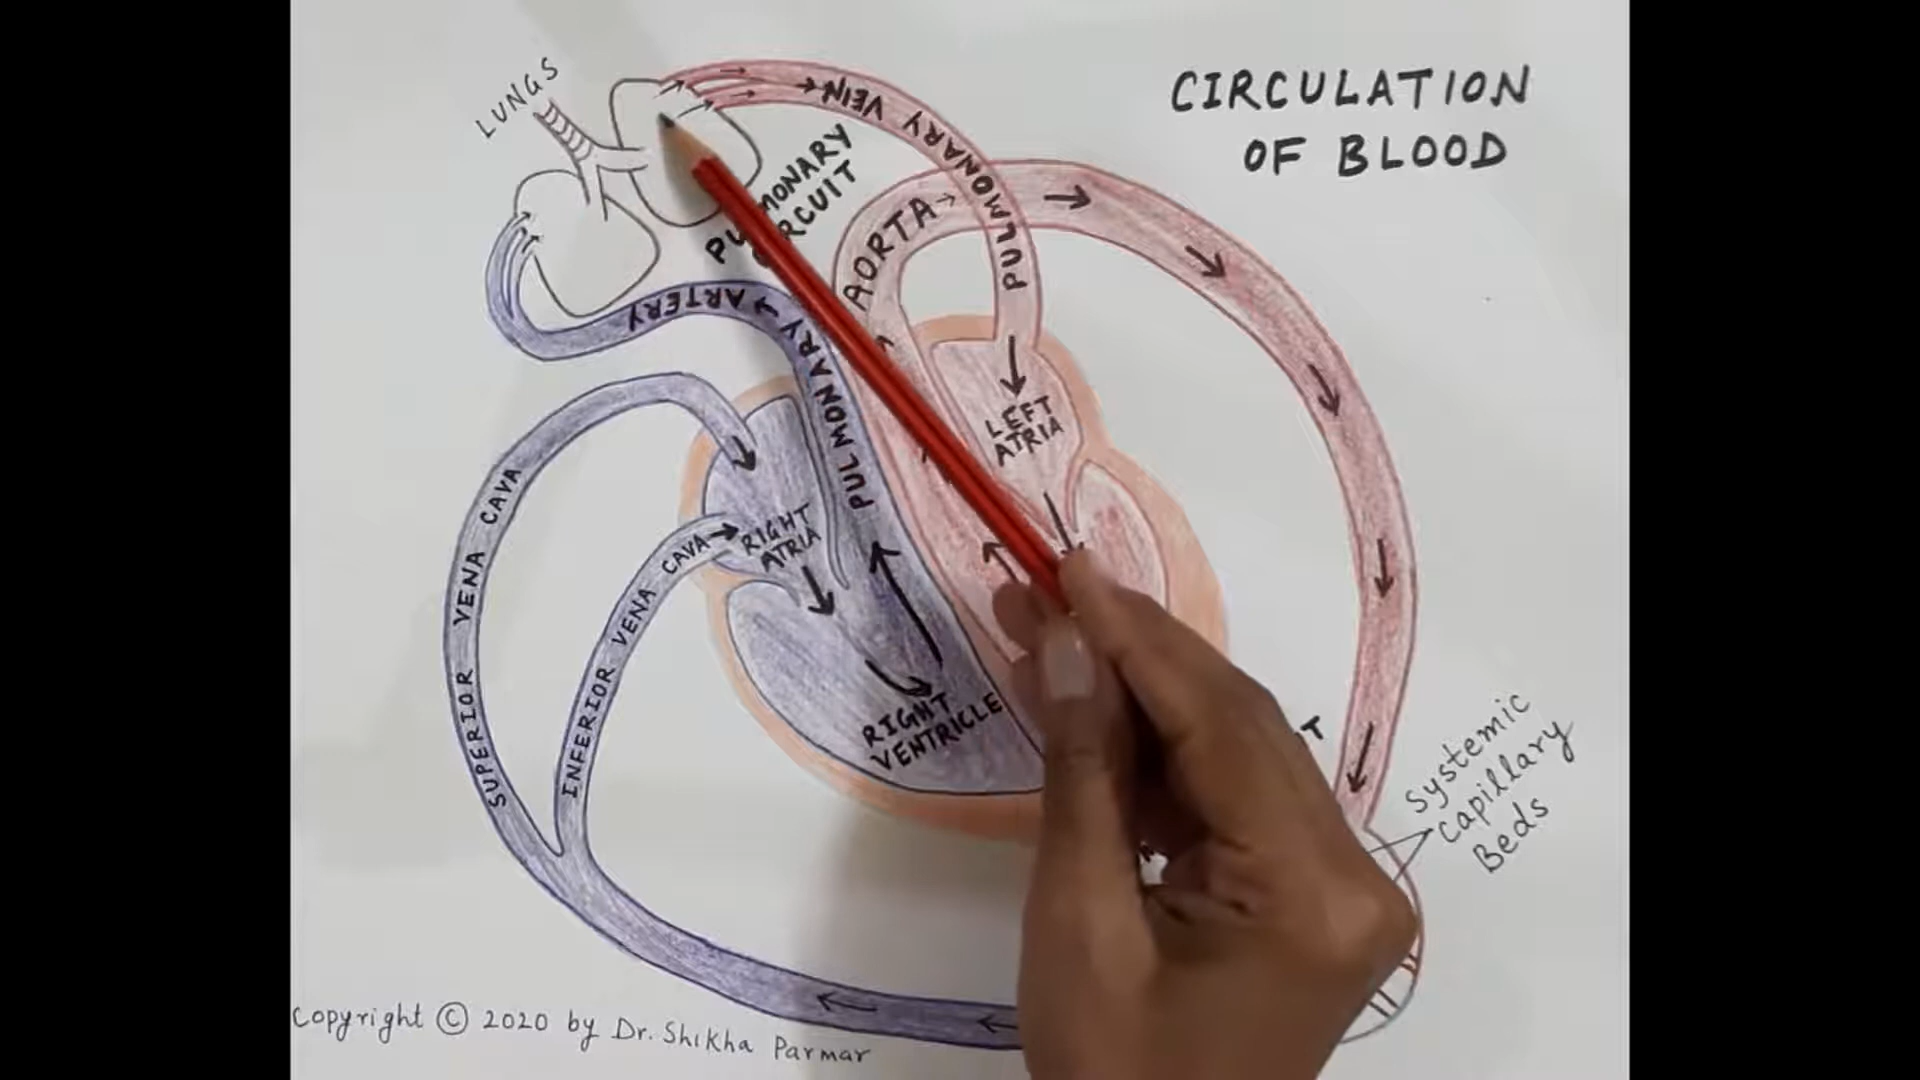 CIRCULATION
OF BLOOD
LUNGS
VEIN
PULMONARY
CIRCUIT
PULMONARY
AORTA
ARTERY
PULMONARY
LEFT
ATRIA
SUPERIOR VENA CAVA
INFERIOR VENA CAVA
RIGHT
ATRIA
RIGHT
VENTRICLE
Systemic
Capillary
Beds
Copyright © 2020 by Dr. Shikha Parmar